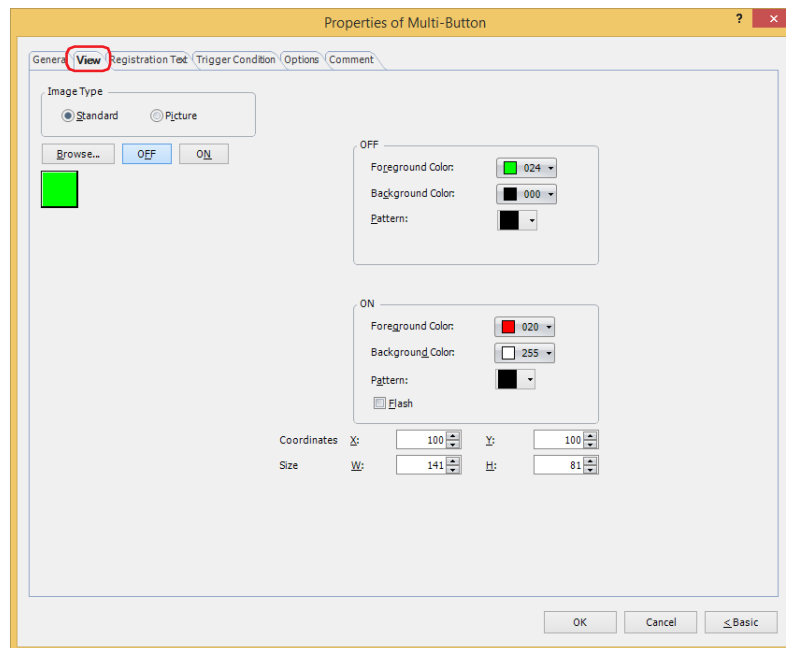 Properties of Multi-Button
? ×
General View Registration Text Trigger Condition Options Comment
Image Type
Standard Picture
Browse... OFF ON
OFF
Foreground Color: 024
Background Color: 000
Pattern:
ON
Foreground Color: 020
Background Color: 255
Pattern:
Flash
Coordinates X: 100 Y: 100
Size W: 141 H: 81
OK Cancel < Basic